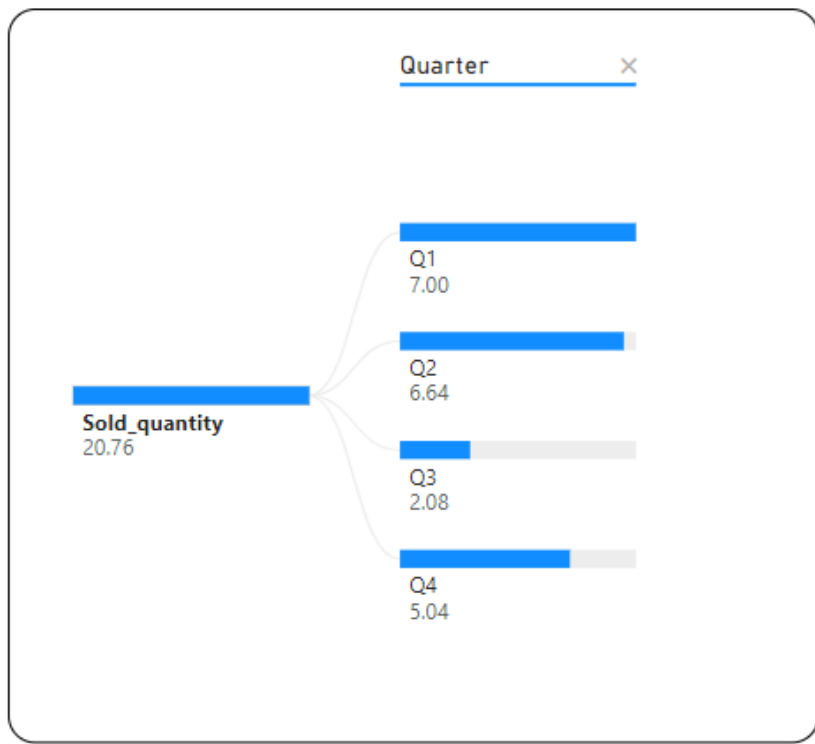 Quarter
Q1
7.00
Q2
6.64
Sold_quantity
20.76
Q3
2.08
Q4
5.04